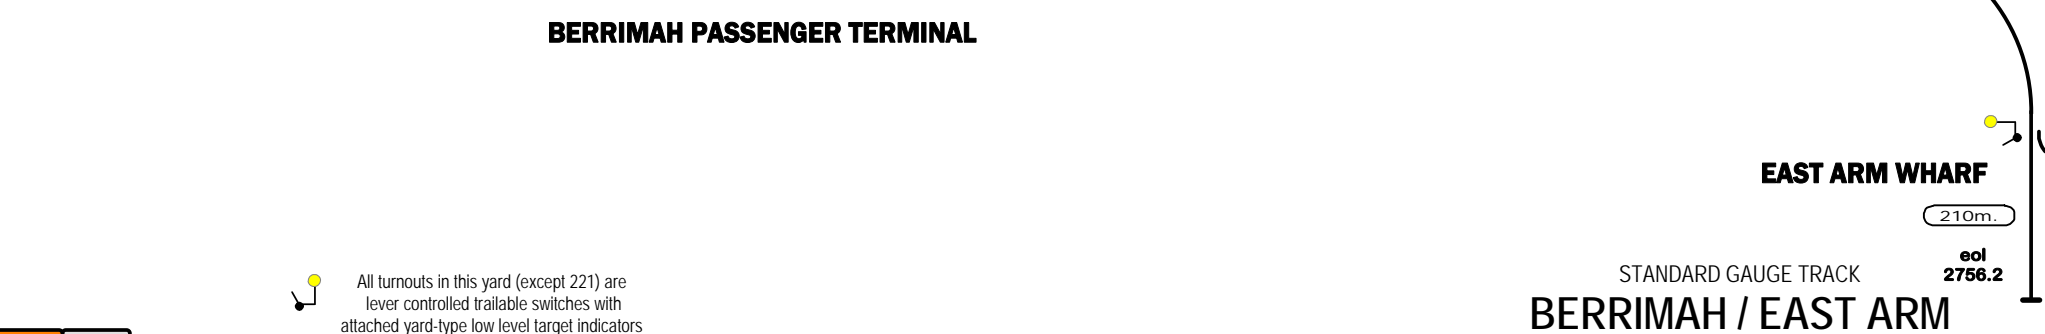 BERRIMAH PASSENGER TERMINAL
EAST ARM WHARF
210m.
eol
2756.2
All turnouts in this yard (except 221) are
lever controlled trailable switches with
attached yard-type low level target indicators
STANDARD GAUGE TRACK
BERRIMAH / EAST ARM